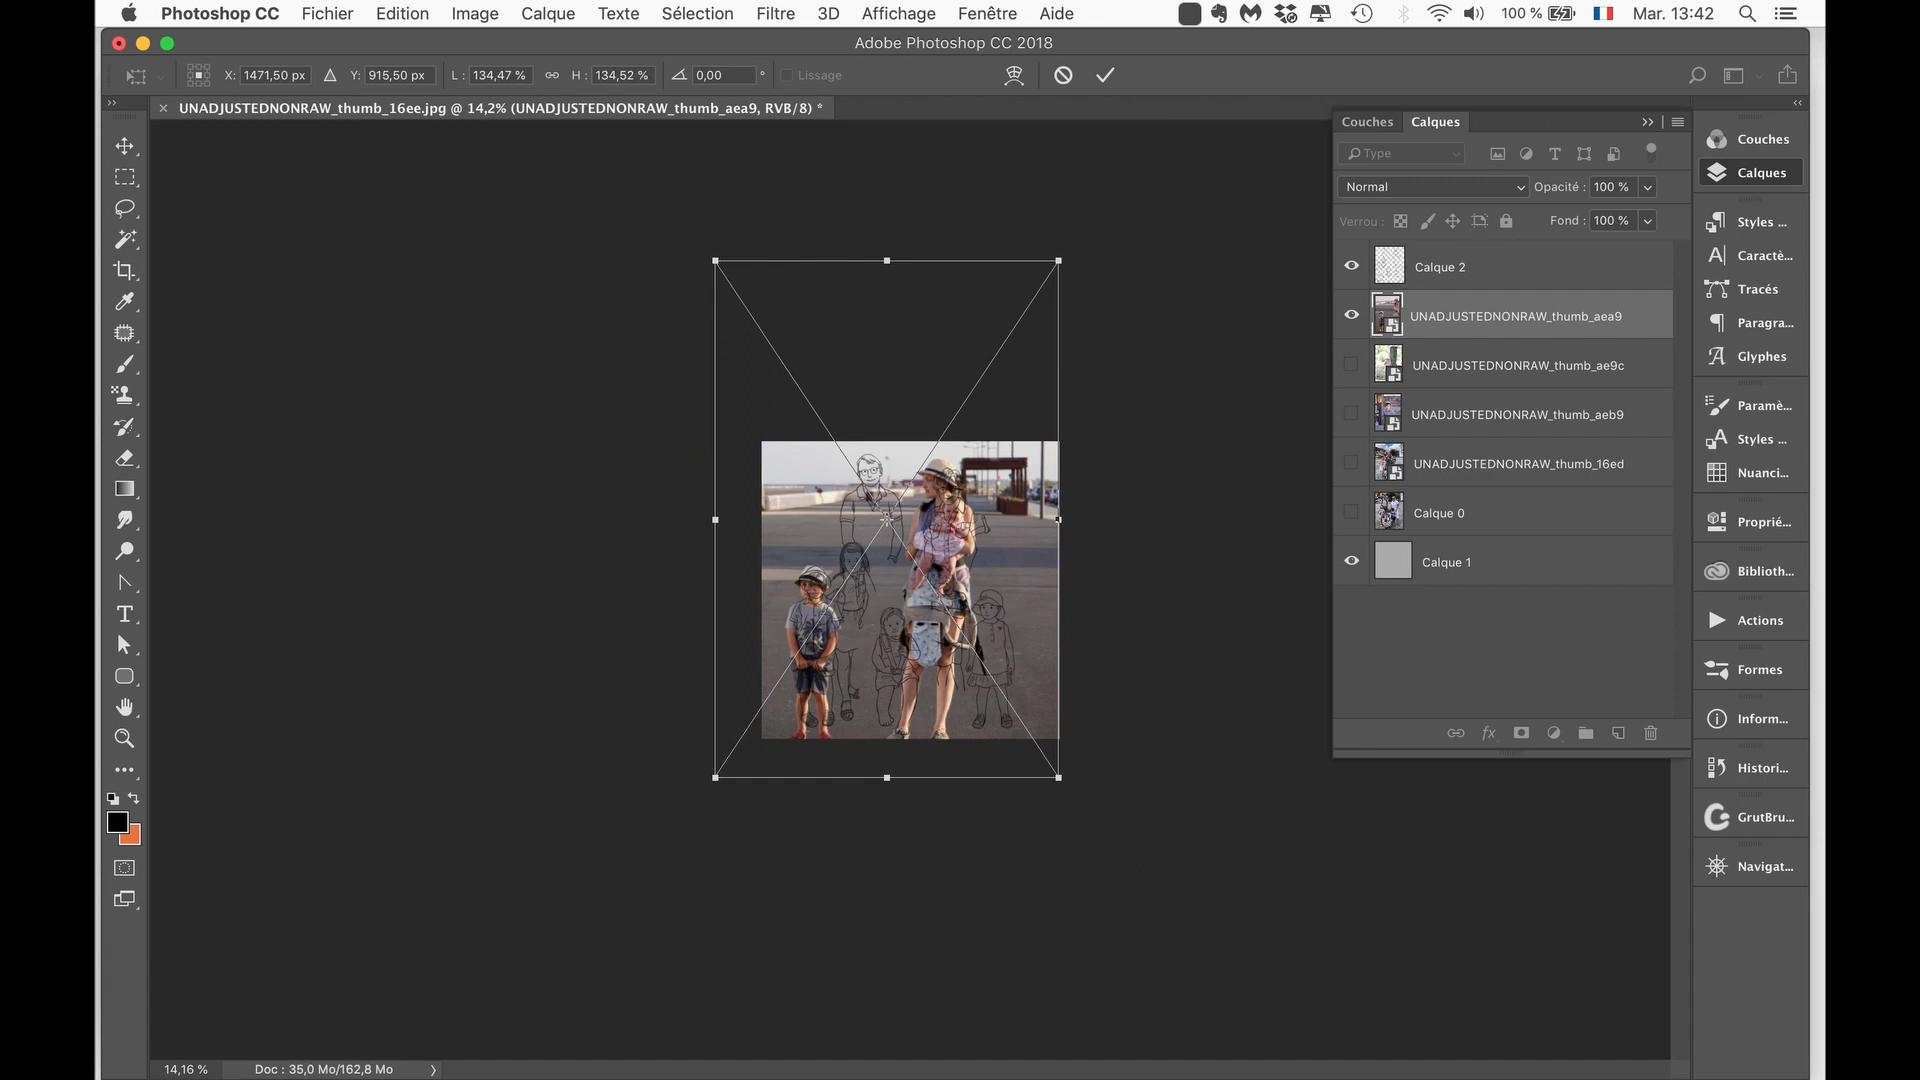 Photoshop CC Fichier Edition Image Calque Texte Sélection Filtre 3D Affichage Fenêtre Aide 100 % Mar. 13:42
Adobe Photoshop CC 2018
X: 1471,50 px Y: 915,50 px L : 134,47 % H : 134,52 % 0,00 ° Lissage
UNADJUSTEDNONRAW_thumb_16ee.jpg @ 14,2% (UNADJUSTEDNONRAW_thumb_aea9, RVB/8) *
Couches Calques
Type
Normal Opacité : 100 %
Verrou : Fond : 100 %
Calque 2
UNADJUSTEDNONRAW_thumb_aea9
UNADJUSTEDNONRAW_thumb_ae9c
UNADJUSTEDNONRAW_thumb_aeb9
UNADJUSTEDNONRAW_thumb_16ed
Calque 0
Calque 1
fx
Couches
Calques
Styles ...
Caractè...
Tracés
Paragra...
Glyphes
Paramè...
Styles ...
Nuanci...
Proprié...
Biblioth...
Actions
Formes
Inform...
Histori...
GrutBru...
Navigat...
14,16 % Doc : 35,0 Mo/162,8 Mo